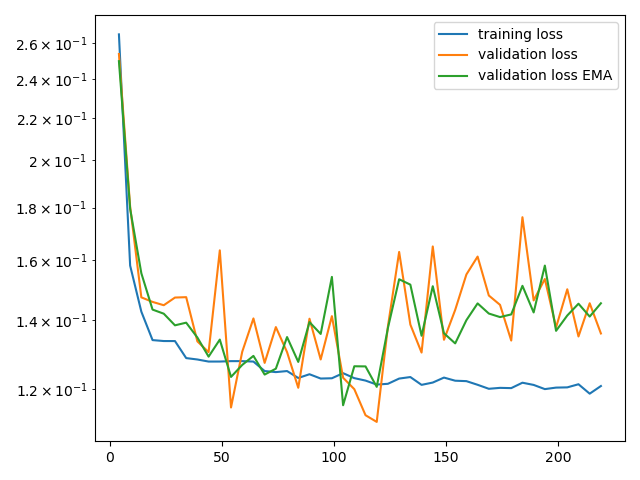 training loss
validation loss
validation loss EMA
2.6 × 10⁻¹
2.4 × 10⁻¹
2.2 × 10⁻¹
2 × 10⁻¹
1.8 × 10⁻¹
1.6 × 10⁻¹
1.4 × 10⁻¹
1.2 × 10⁻¹
0 50 100 150 200